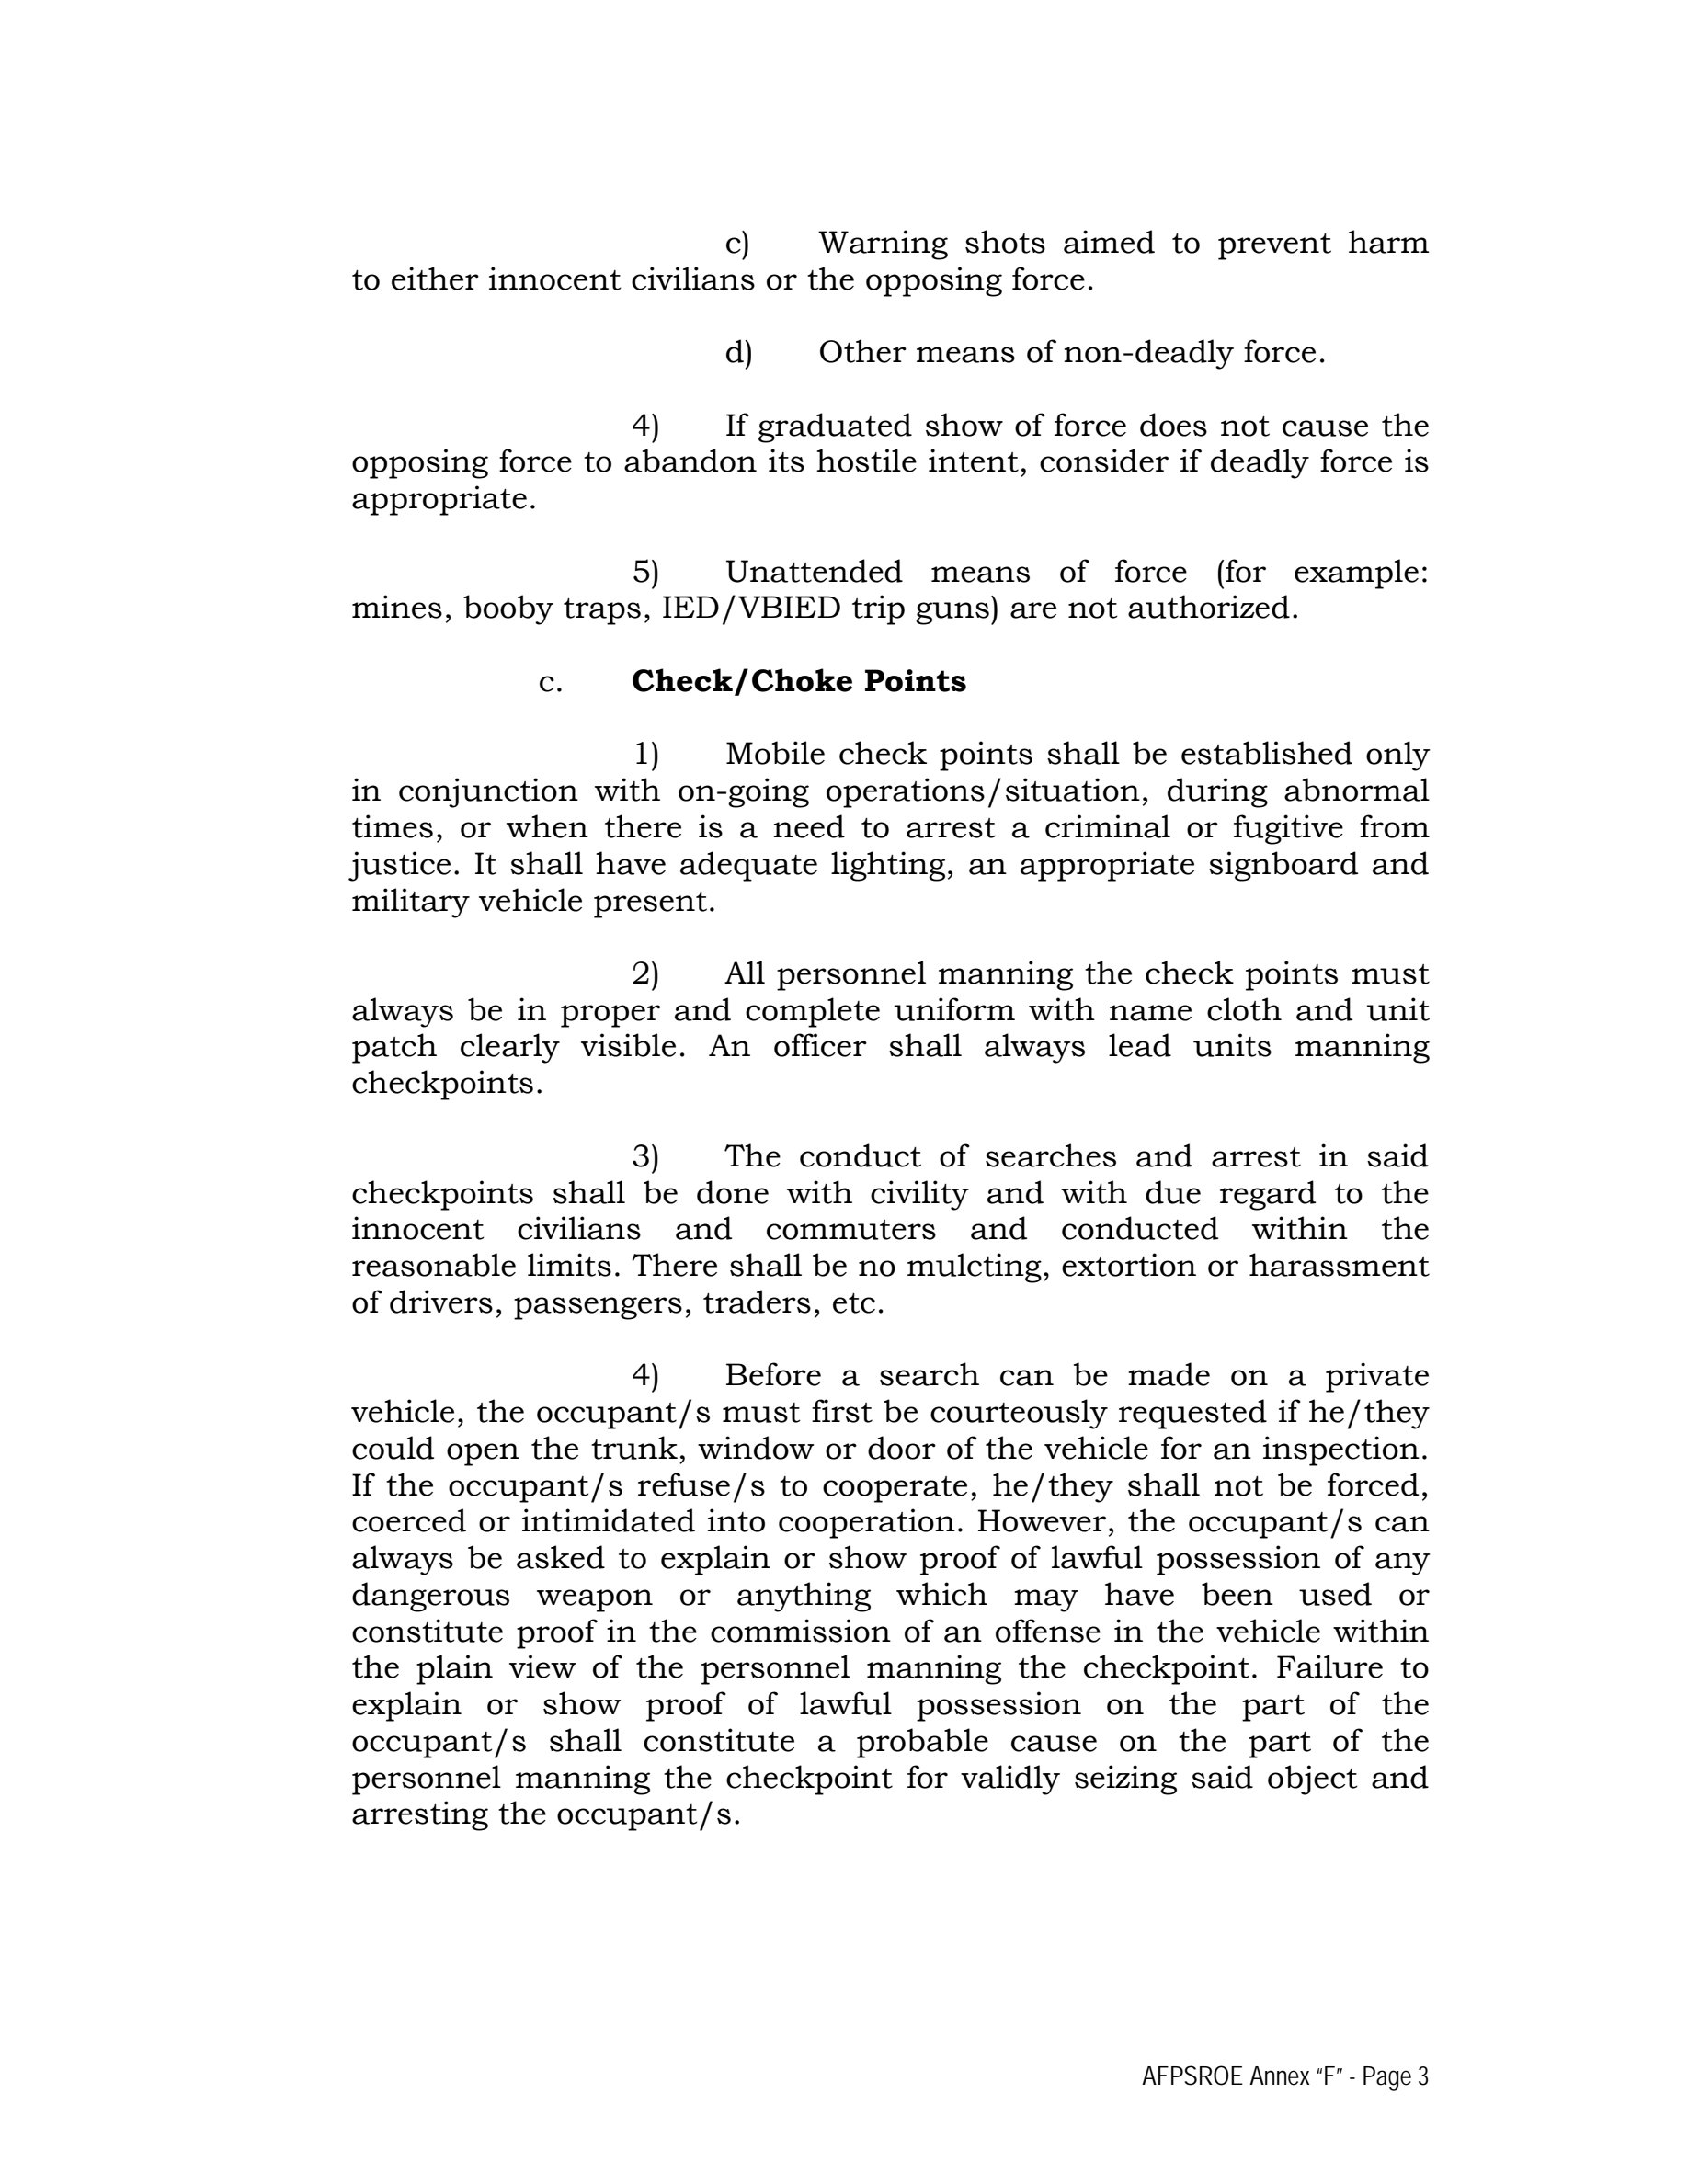 c) Warning shots aimed to prevent harm
to either innocent civilians or the opposing force.
d) Other means of non-deadly force.
4) If graduated show of force does not cause the
opposing force to abandon its hostile intent, consider if deadly force is
appropriate.
5) Unattended means of force (for example:
mines, booby traps, IED/VBIED trip guns) are not authorized.
c. Check/Choke Points
1) Mobile check points shall be established only
in conjunction with on-going operations/situation, during abnormal
times, or when there is a need to arrest a criminal or fugitive from
justice. It shall have adequate lighting, an appropriate signboard and
military vehicle present.
2) All personnel manning the check points must
always be in proper and complete uniform with name cloth and unit
patch clearly visible. An officer shall always lead units manning
checkpoints.
3) The conduct of searches and arrest in said
checkpoints shall be done with civility and with due regard to the
innocent civilians and commuters and conducted within the
reasonable limits. There shall be no mulcting, extortion or harassment
of drivers, passengers, traders, etc.
4) Before a search can be made on a private
vehicle, the occupant/s must first be courteously requested if he/they
could open the trunk, window or door of the vehicle for an inspection.
If the occupant/s refuse/s to cooperate, he/they shall not be forced,
coerced or intimidated into cooperation. However, the occupant/s can
always be asked to explain or show proof of lawful possession of any
dangerous weapon or anything which may have been used or
constitute proof in the commission of an offense in the vehicle within
the plain view of the personnel manning the checkpoint. Failure to
explain or show proof of lawful possession on the part of the
occupant/s shall constitute a probable cause on the part of the
personnel manning the checkpoint for validly seizing said object and
arresting the occupant/s.
AFPSROE Annex “F” - Page 3